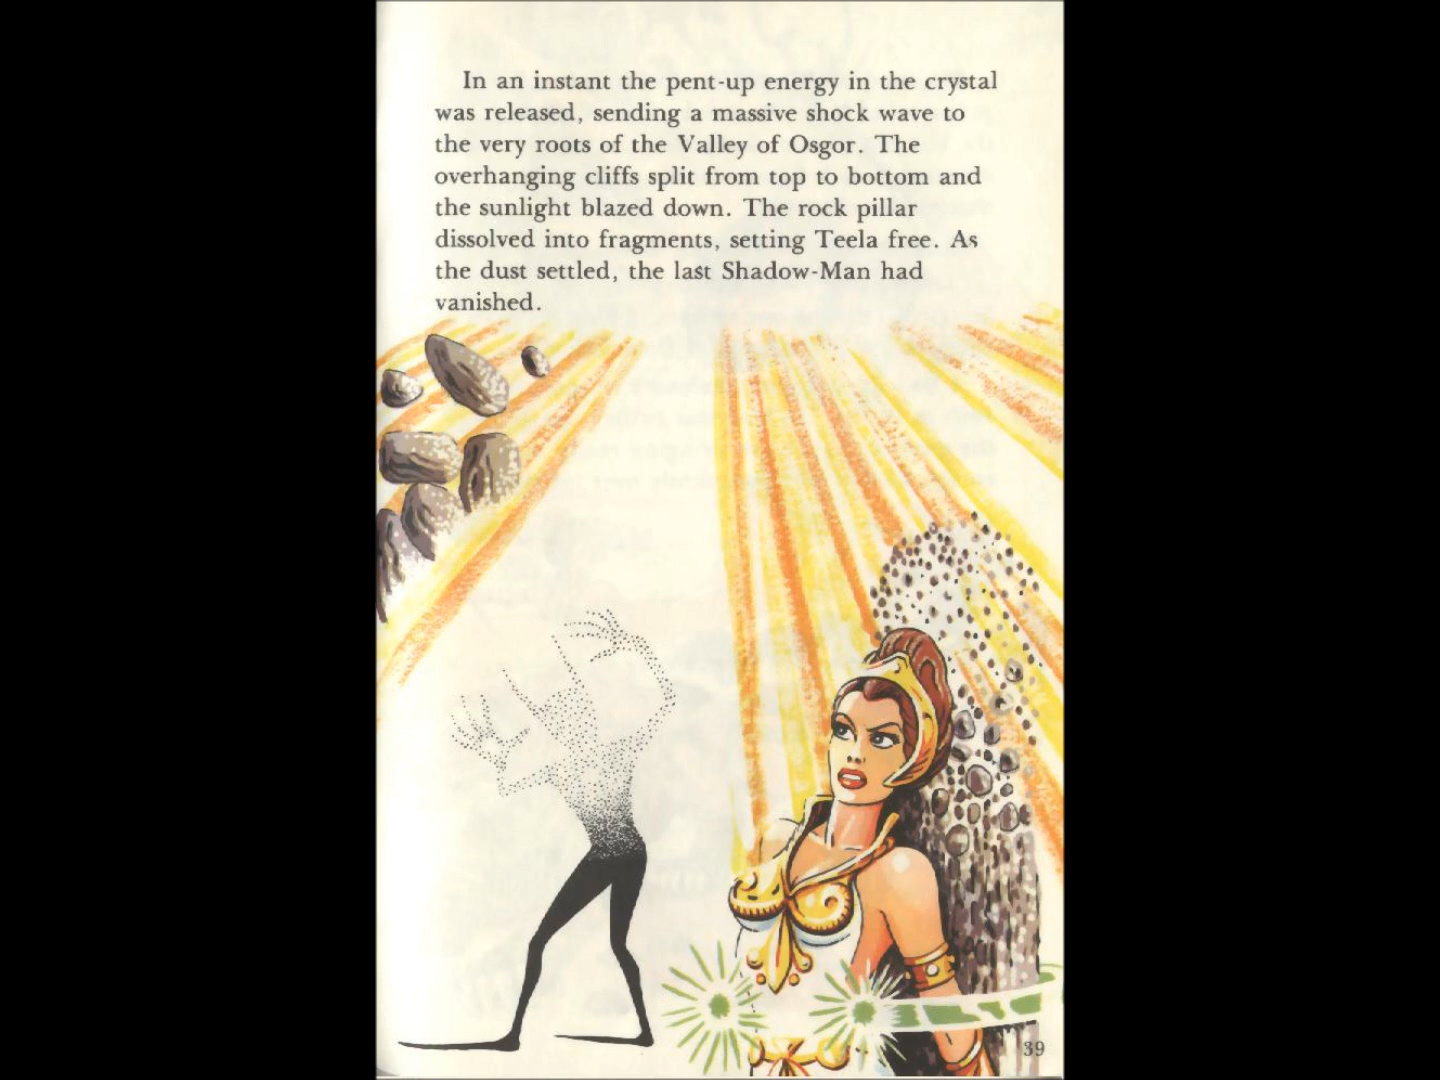 In an instant the pent-up energy in the crystal
was released, sending a massive shock wave to
the very roots of the Valley of Osgor. The
overhanging cliffs split from top to bottom and
the sunlight blazed down. The rock pillar
dissolved into fragments, setting Teela free. As
the dust settled, the last Shadow-Man had
vanished.
39